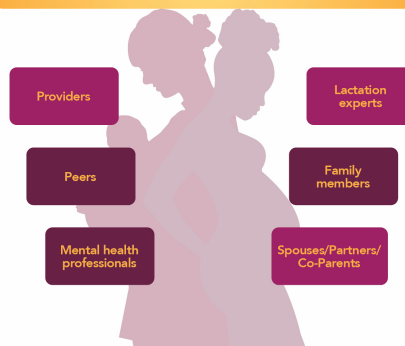 Providers
Lactation
experts
Peers
Family
members
Mental health
professionals
Spouses/Partners/
Co-Parents